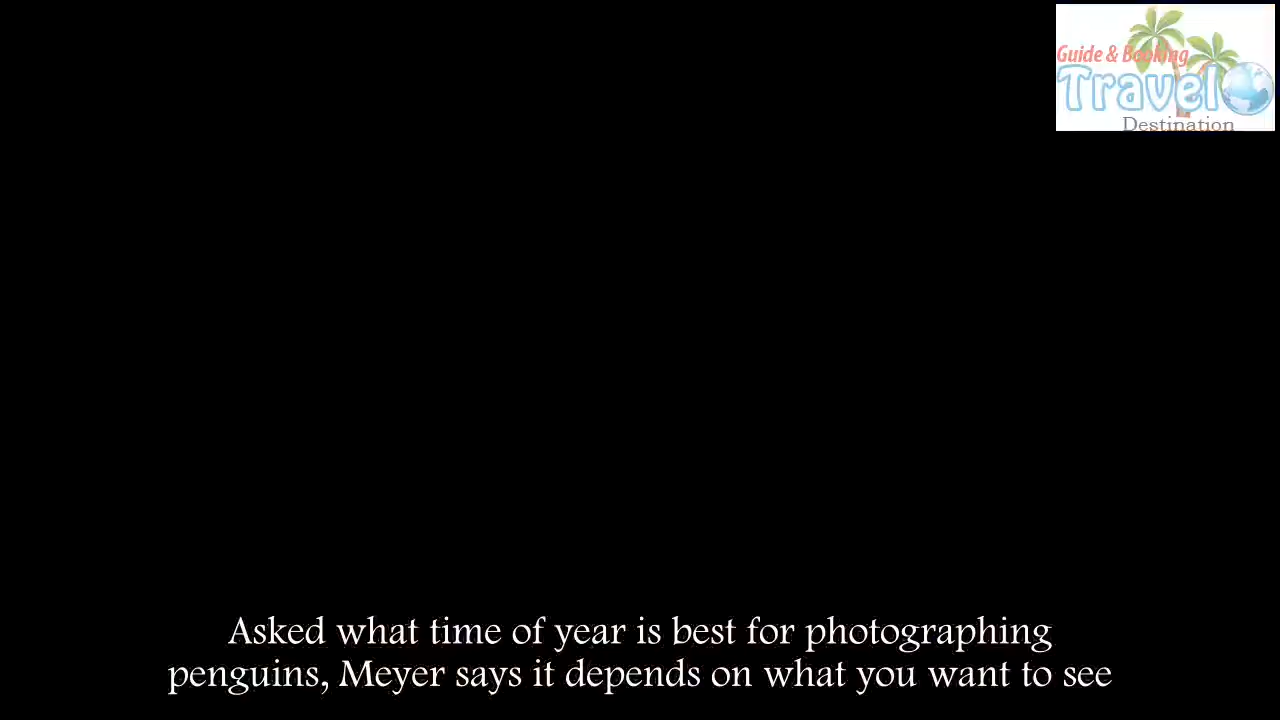 Guide & Booking
Travel
Destination
Asked what time of year is best for photographing
penguins, Meyer says it depends on what you want to see